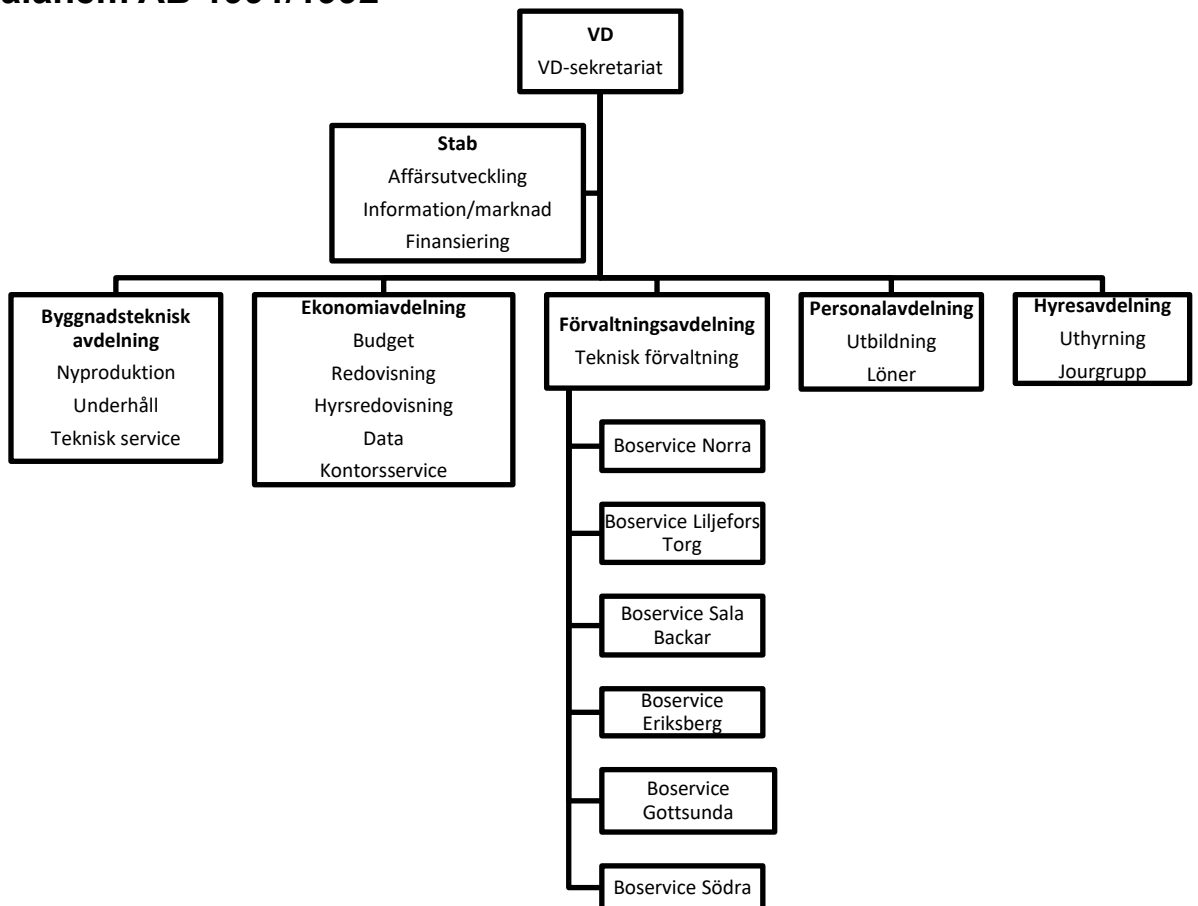 VD
VD-sekretariat
Stab
Affärsutveckling
Information/marknad
Finansiering
Byggnadsteknisk
avdelning
Nyproduktion
Underhåll
Teknisk service
Ekonomiavdelning
Budget
Redovisning
Hyrsredovisning
Data
Kontorsservice
Förvaltningsavdelning
Teknisk förvaltning
Personalavdelning
Utbildning
Löner
Hyresavdelning
Uthyrning
Jourgrupp
Boservice Norra
Boservice Liljefors
Torg
Boservice Sala
Backar
Boservice
Eriksberg
Boservice
Gottsunda
Boservice Södra